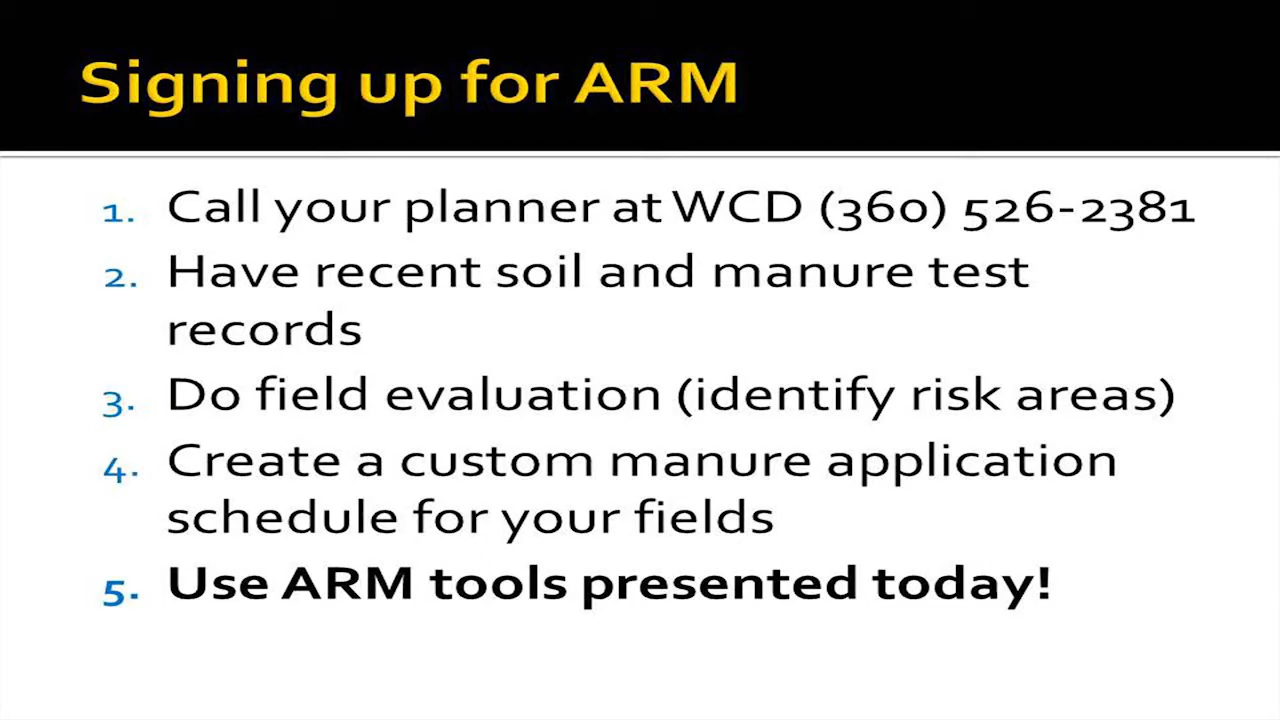 Signing up for ARM
1. Call your planner at WCD (360) 526-2381
2. Have recent soil and manure test
records
3. Do field evaluation (identify risk areas)
4. Create a custom manure application
schedule for your fields
5. Use ARM tools presented today!